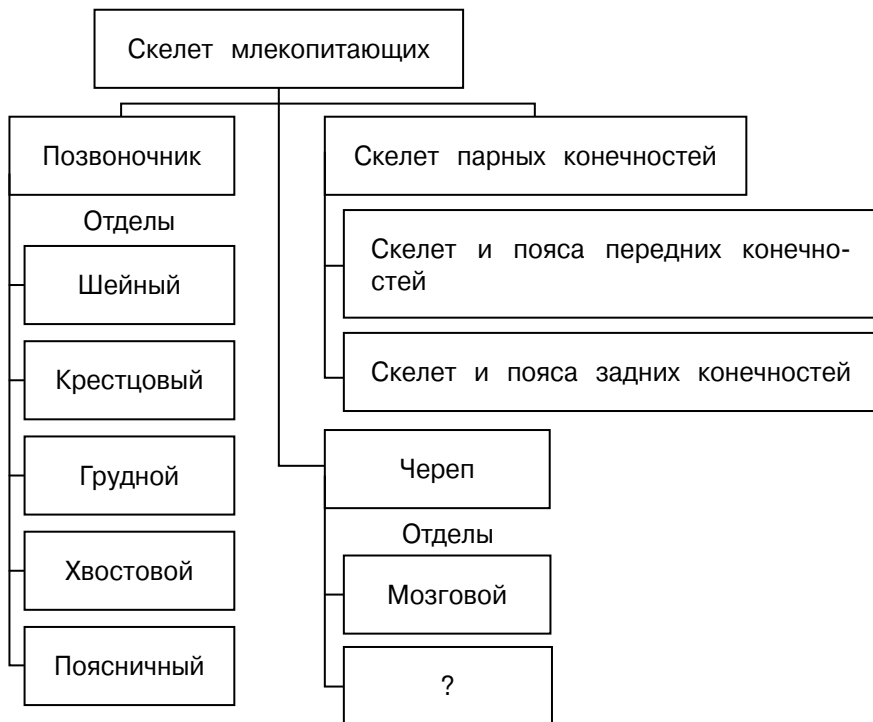 Скелет млекопитающих
Позвоночник
Отделы
Шейный
Крестцовый
Грудной
Хвостовой
Поясничный
Скелет парных конечностей
Скелет и пояса передних конечно-
стей
Скелет и пояса задних конечностей
Череп
Отделы
Мозговой
?